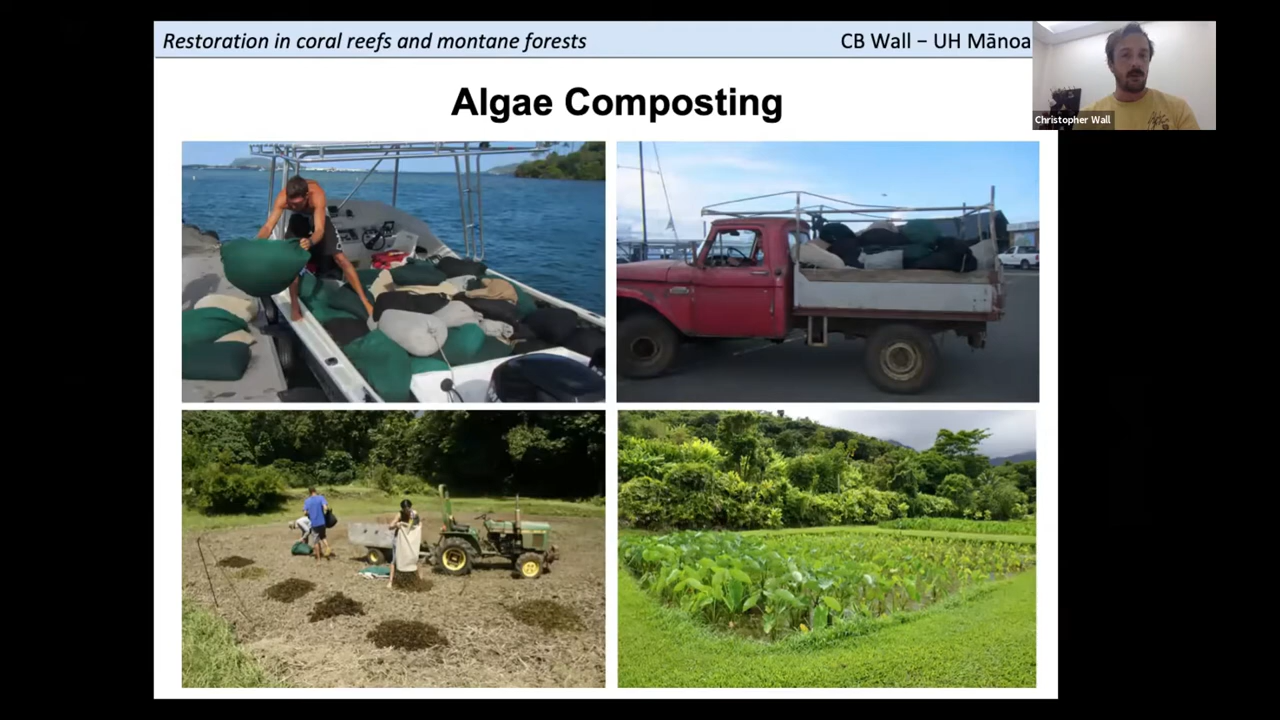 Restoration in coral reefs and montane forests
CB Wall – UH Mānoa
Algae Composting
Christopher Wall